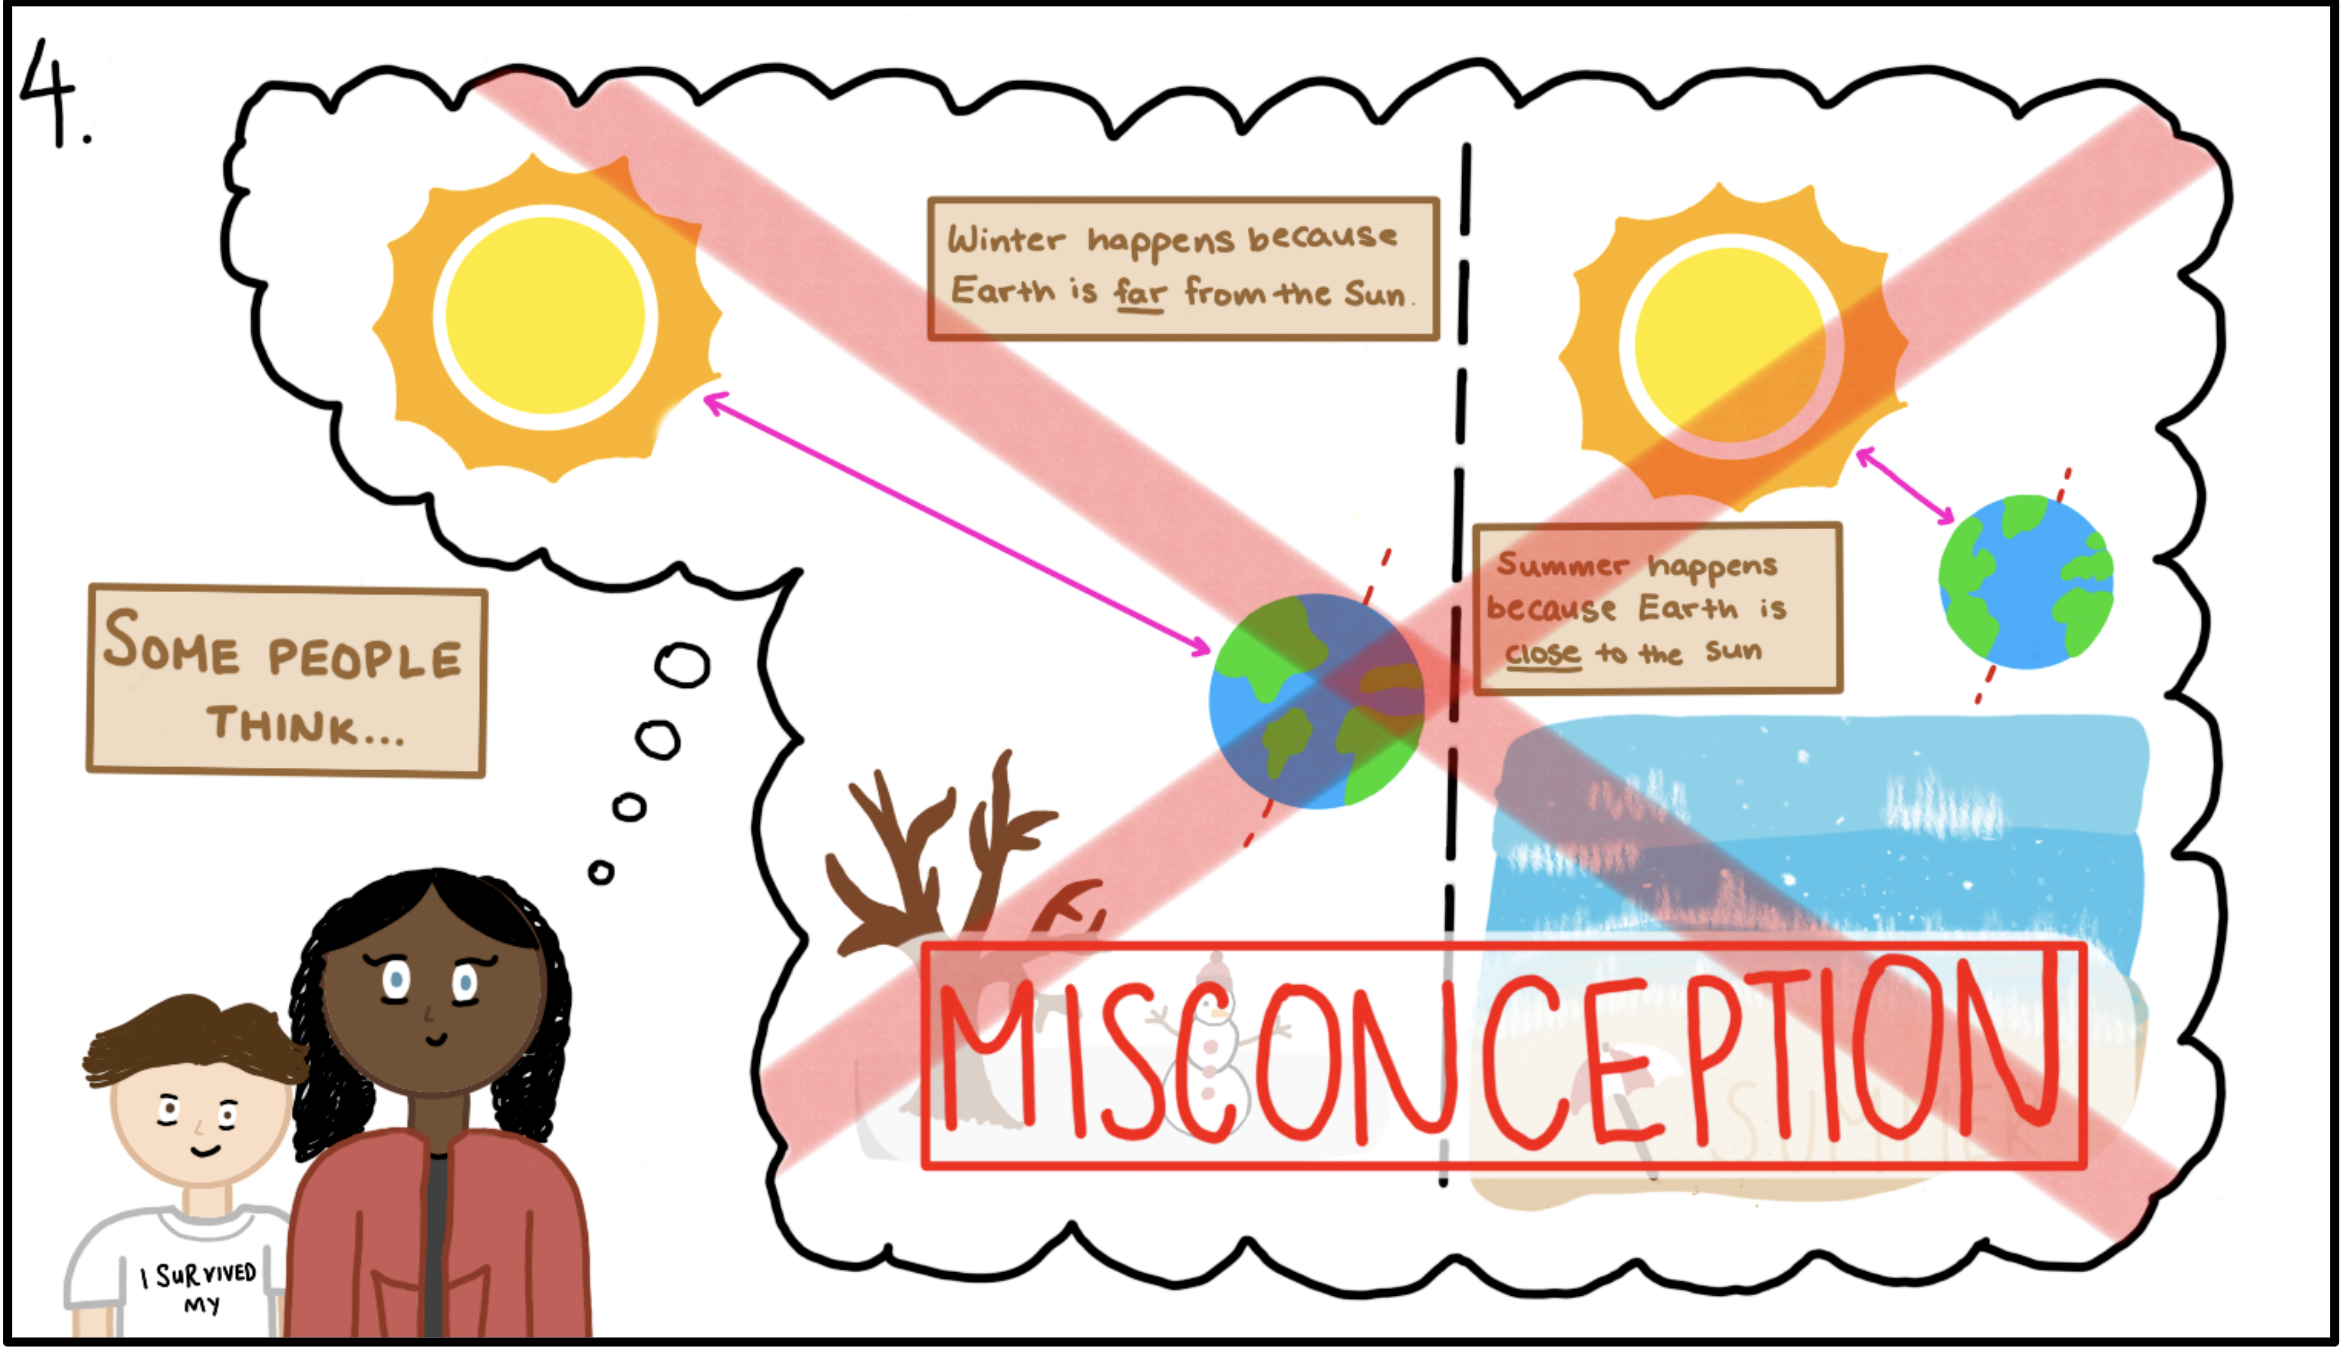 4.
Winter happens because
Earth is far from the Sun.
Summer happens
because Earth is
close to the sun
SOME PEOPLE
THINK...
MISCONCEPTION
SUMMER
I SURVIVED
MY